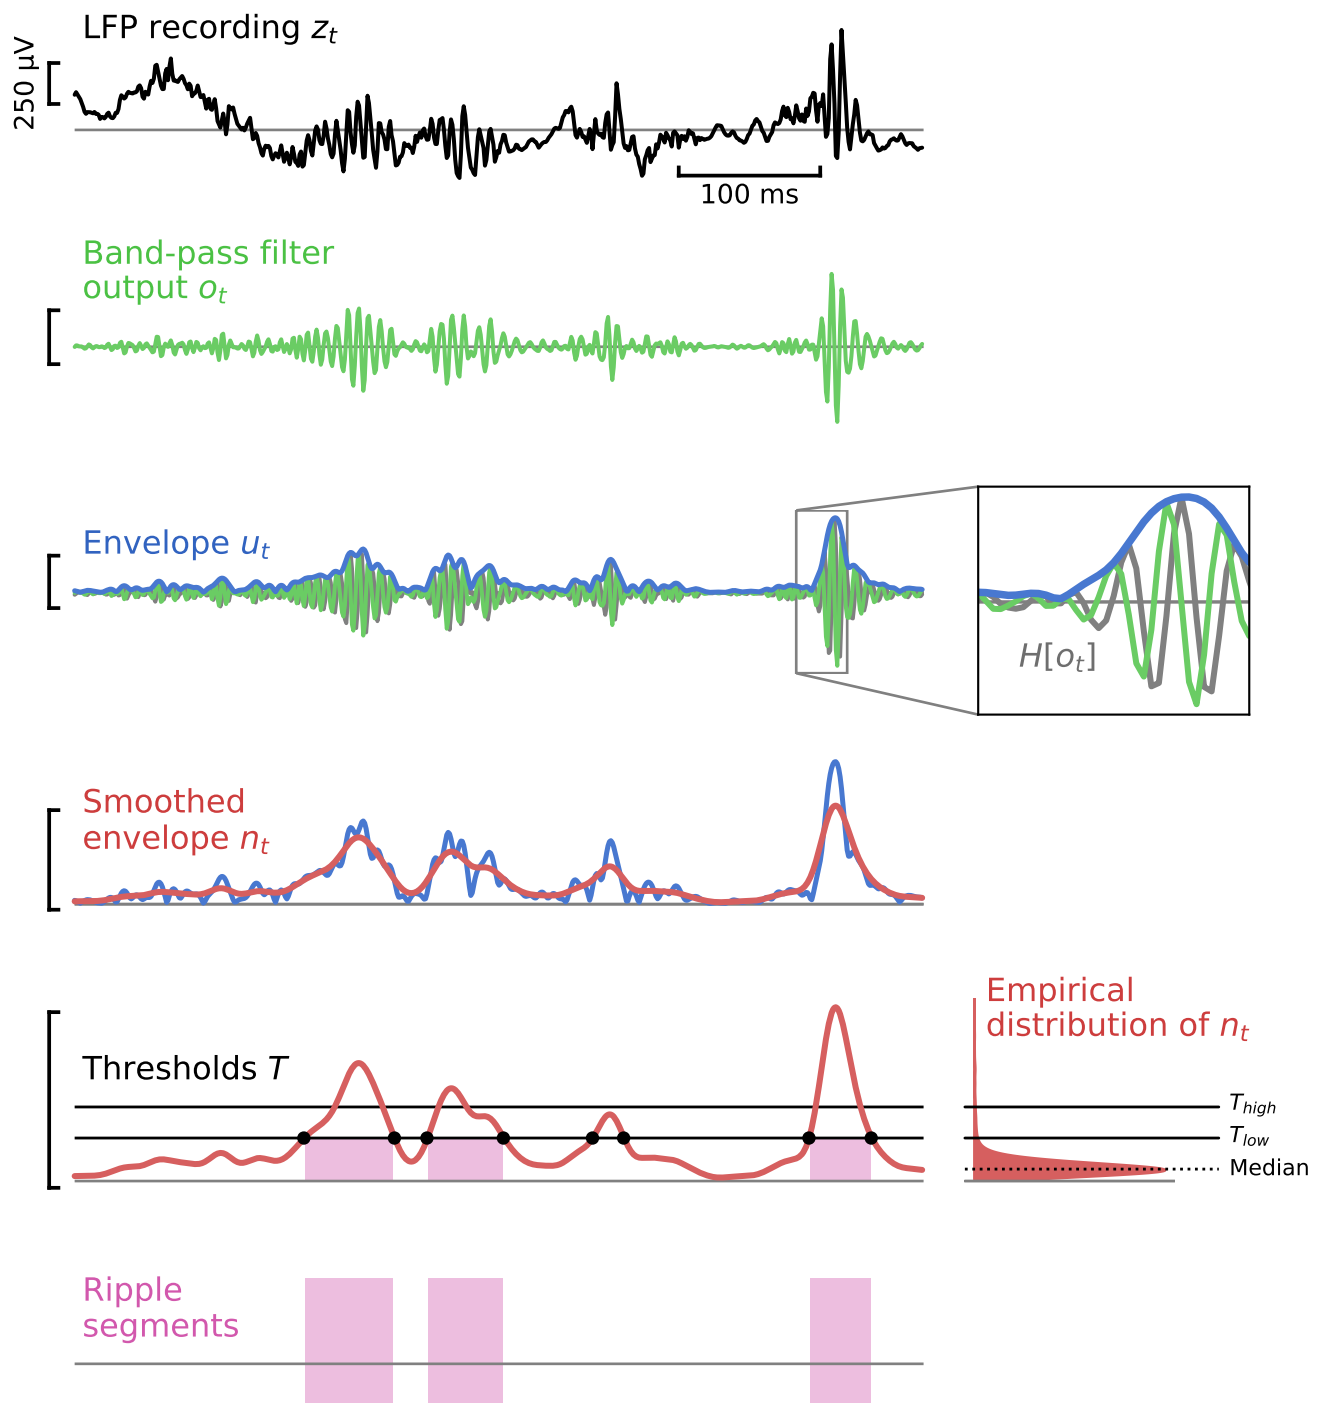 LFP recording z_t
250 µV
100 ms
Band-pass filter
output o_t
Envelope u_t
H[o_t]
Smoothed
envelope n_t
Empirical
distribution of n_t
Thresholds T
T_high
T_low
Median
Ripple
segments